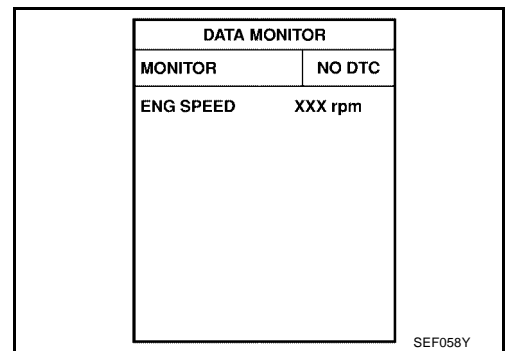 DATA MONITOR
MONITOR NO DTC
ENG SPEED XXX rpm
SEF058Y